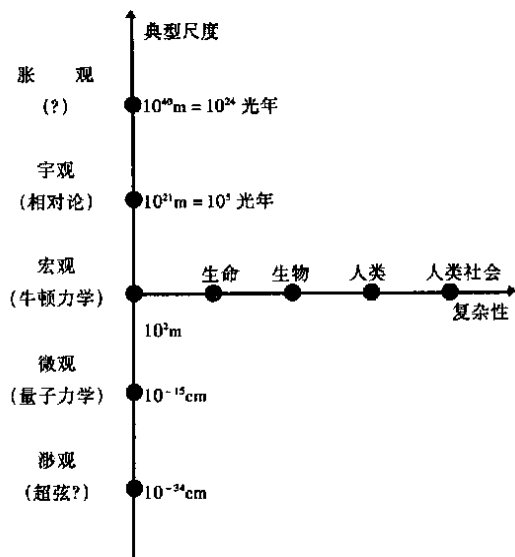 典型尺度
胀 观
(?)
10⁴⁰m = 10²⁴ 光年
宇观
(相对论)
10²¹m = 10⁵ 光年
宏观
(牛顿力学)
生命 生物 人类 人类社会
复杂性
10²m
微观
(量子力学)
10⁻¹⁵cm
渺观
(超弦?)
10⁻³⁴cm